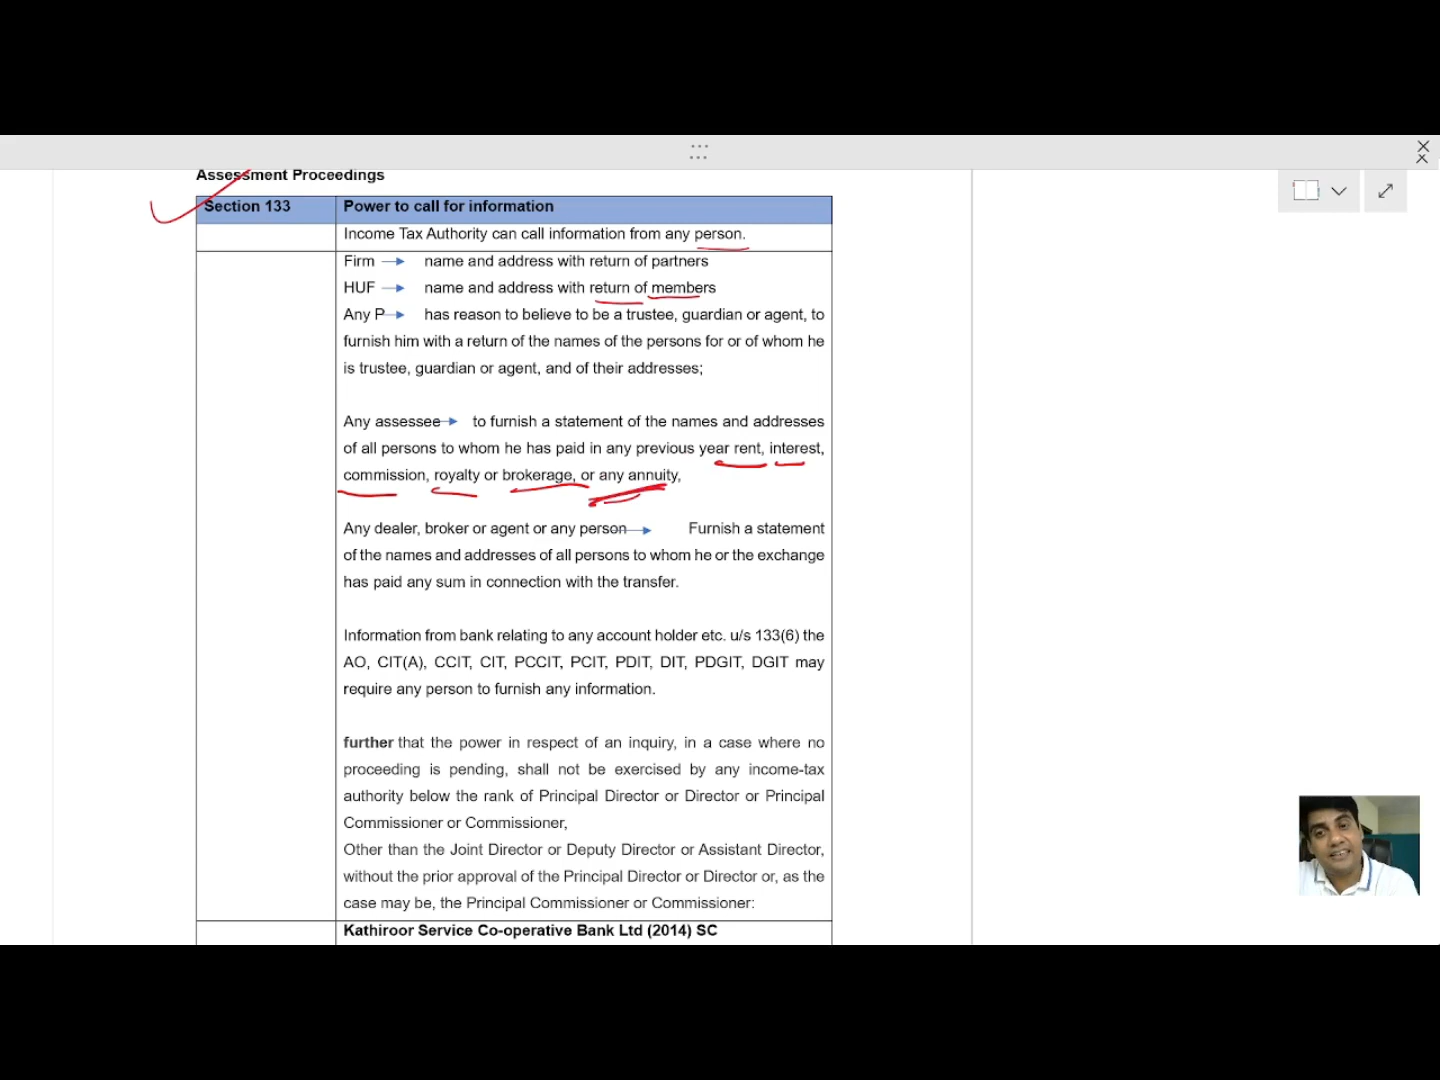 Assessment Proceedings
Section 133 Power to call for information
Income Tax Authority can call information from any person.
Firm → name and address with return of partners
HUF → name and address with return of members
Any P→ has reason to believe to be a trustee, guardian or agent, to
furnish him with a return of the names of the persons for or of whom he
is trustee, guardian or agent, and of their addresses;
Any assessee→ to furnish a statement of the names and addresses
of all persons to whom he has paid in any previous year rent, interest,
commission, royalty or brokerage, or any annuity,
Any dealer, broker or agent or any person→ Furnish a statement
of the names and addresses of all persons to whom he or the exchange
has paid any sum in connection with the transfer.
Information from bank relating to any account holder etc. u/s 133(6) the
AO, CIT(A), CCIT, CIT, PCCIT, PCIT, PDIT, DIT, PDGIT, DGIT may
require any person to furnish any information.
further that the power in respect of an inquiry, in a case where no
proceeding is pending, shall not be exercised by any income-tax
authority below the rank of Principal Director or Director or Principal
Commissioner or Commissioner,
Other than the Joint Director or Deputy Director or Assistant Director,
without the prior approval of the Principal Director or Director or, as the
case may be, the Principal Commissioner or Commissioner:
Kathiroor Service Co-operative Bank Ltd (2014) SC